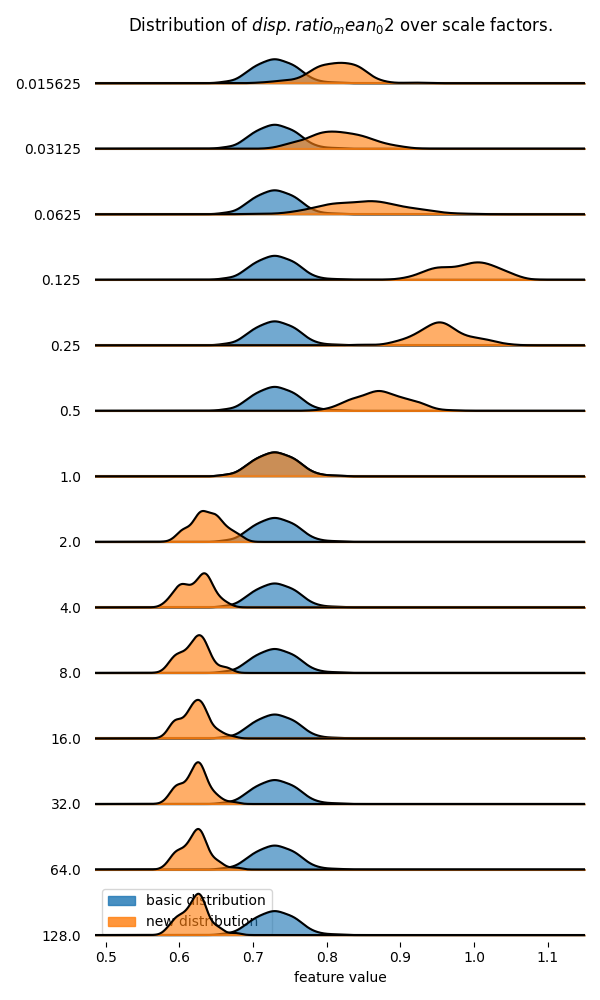 Distribution of disp.ratio_mean_02 over scale factors.
0.015625
0.03125
0.0625
0.125
0.25
0.5
1.0
2.0
4.0
8.0
16.0
32.0
64.0
128.0
basic distribution
new distribution
0.5 0.6 0.7 0.8 0.9 1.0 1.1
feature value